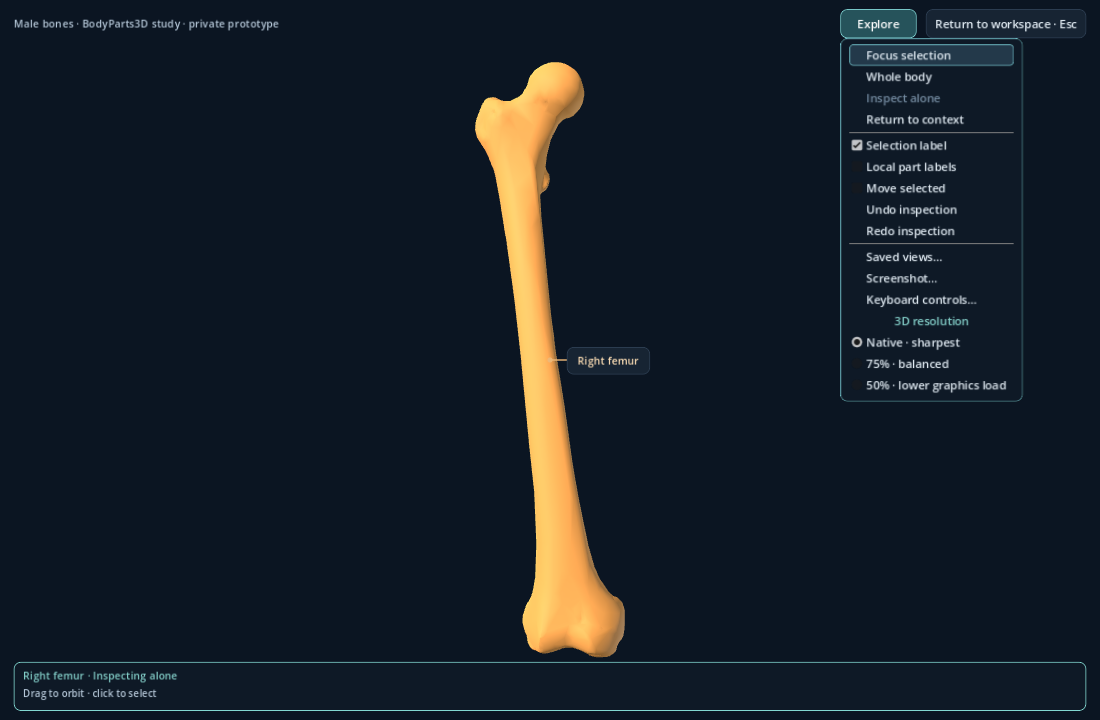 Male bones · BodyParts3D study · private prototype
Explore
Return to workspace · Esc
Focus selection
Whole body
Inspect alone
Return to context
Selection label
Local part labels
Move selected
Undo inspection
Redo inspection
Saved views...
Screenshot...
Keyboard controls...
3D resolution
Native · sharpest
75% · balanced
50% · lower graphics load
Right femur
Right femur · Inspecting alone
Drag to orbit · click to select